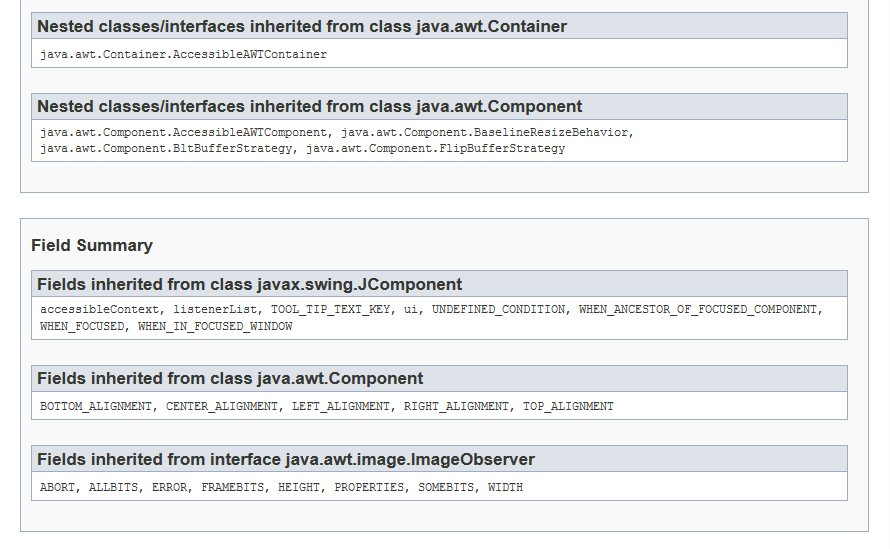 Nested classes/interfaces inherited from class java.awt.Container
java.awt.Container.AccessibleAWTContainer
Nested classes/interfaces inherited from class java.awt.Component
java.awt.Component.AccessibleAWTComponent, java.awt.Component.BaselineResizeBehavior,
java.awt.Component.BltBufferStrategy, java.awt.Component.FlipBufferStrategy
Field Summary
Fields inherited from class javax.swing.JComponent
accessibleContext, listenerList, TOOL_TIP_TEXT_KEY, ui, UNDEFINED_CONDITION, WHEN_ANCESTOR_OF_FOCUSED_COMPONENT,
WHEN_FOCUSED, WHEN_IN_FOCUSED_WINDOW
Fields inherited from class java.awt.Component
BOTTOM_ALIGNMENT, CENTER_ALIGNMENT, LEFT_ALIGNMENT, RIGHT_ALIGNMENT, TOP_ALIGNMENT
Fields inherited from interface java.awt.image.ImageObserver
ABORT, ALLBITS, ERROR, FRAMEBITS, HEIGHT, PROPERTIES, SOMEBITS, WIDTH